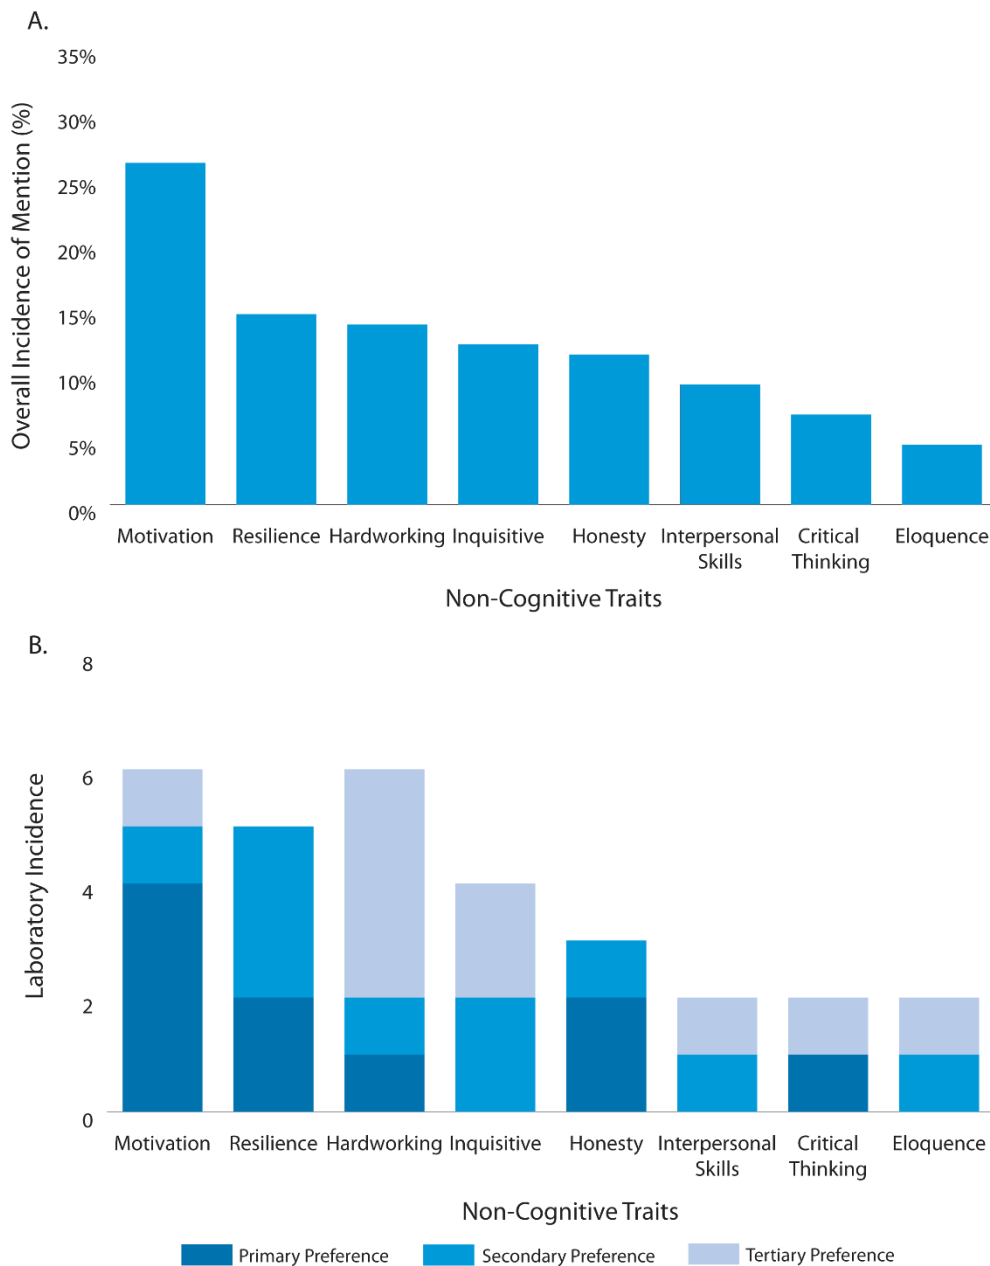 A.
35%
30%
25%
20%
15%
10%
5%
0%
Overall Incidence of Mention (%)
Motivation Resilience Hardworking Inquisitive Honesty Interpersonal Critical Eloquence
Skills Thinking
Non-Cognitive Traits
B.
8
6
4
2
0
Laboratory Incidence
Motivation Resilience Hardworking Inquisitive Honesty Interpersonal Critical Eloquence
Skills Thinking
Non-Cognitive Traits
Primary Preference Secondary Preference Tertiary Preference